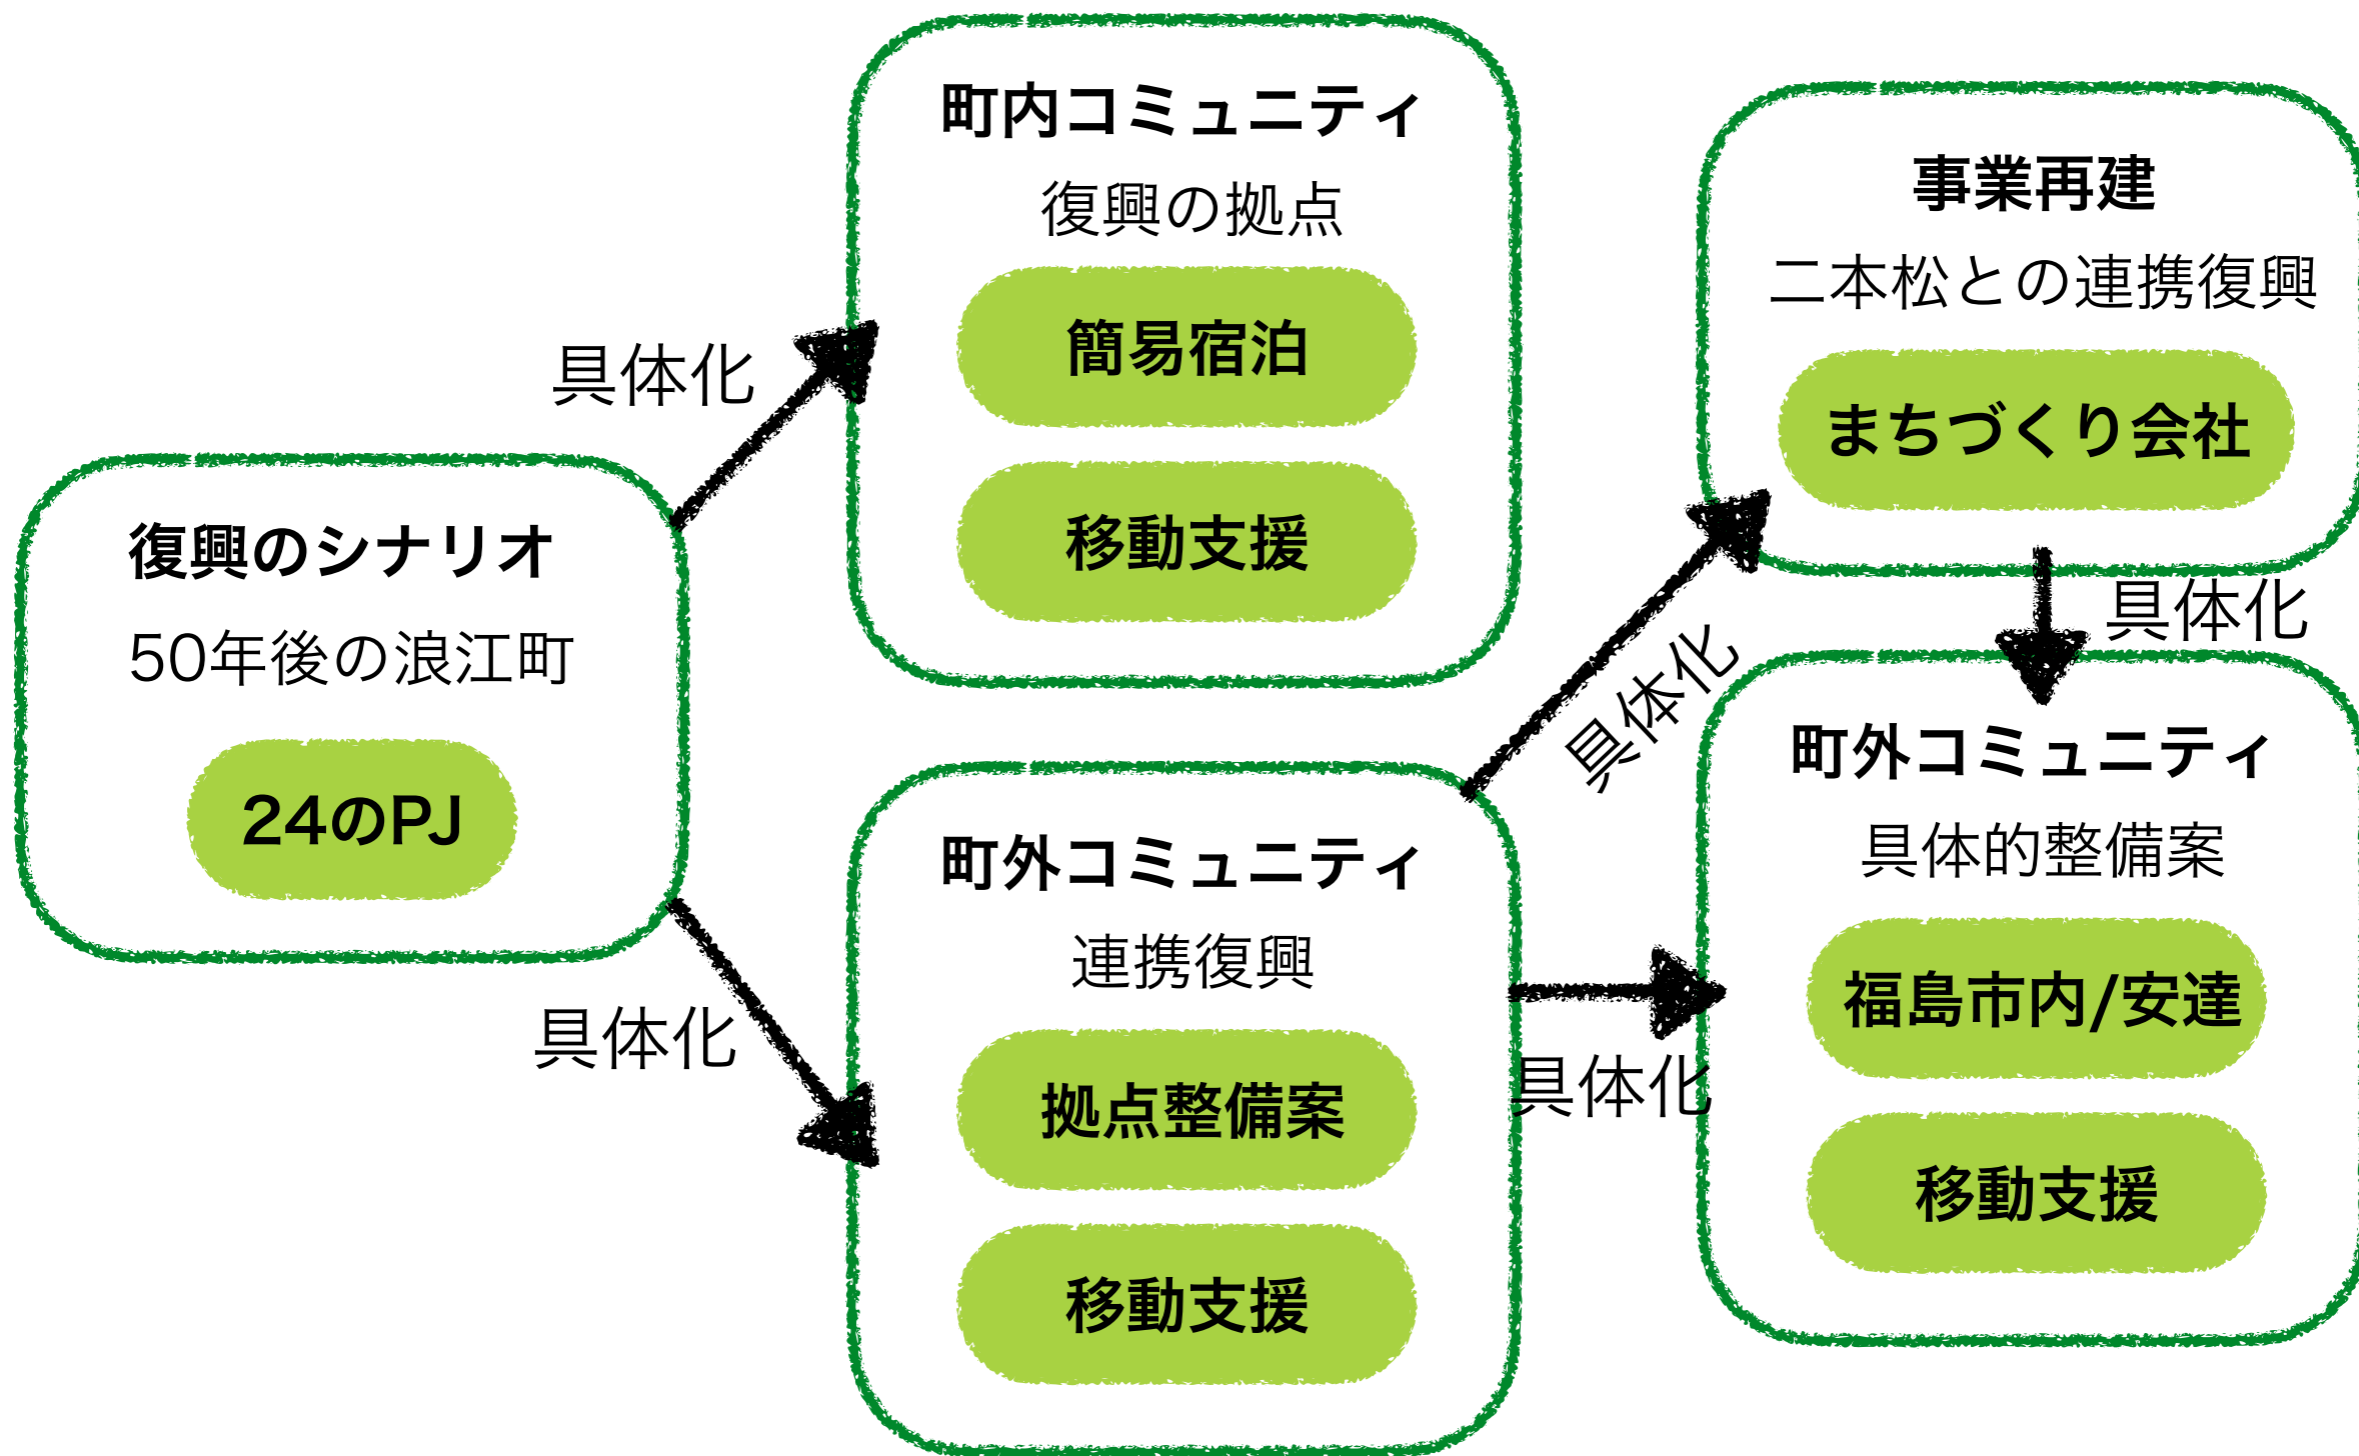 復興のシナリオ
50年後の浪江町
24のPJ
具体化
具体化
町内コミュニティ
復興の拠点
簡易宿泊
移動支援
町外コミュニティ
連携復興
拠点整備案
移動支援
具体化
具体化
事業再建
二本松との連携復興
まちづくり会社
具体化
町外コミュニティ
具体的整備案
福島市内/安達
移動支援